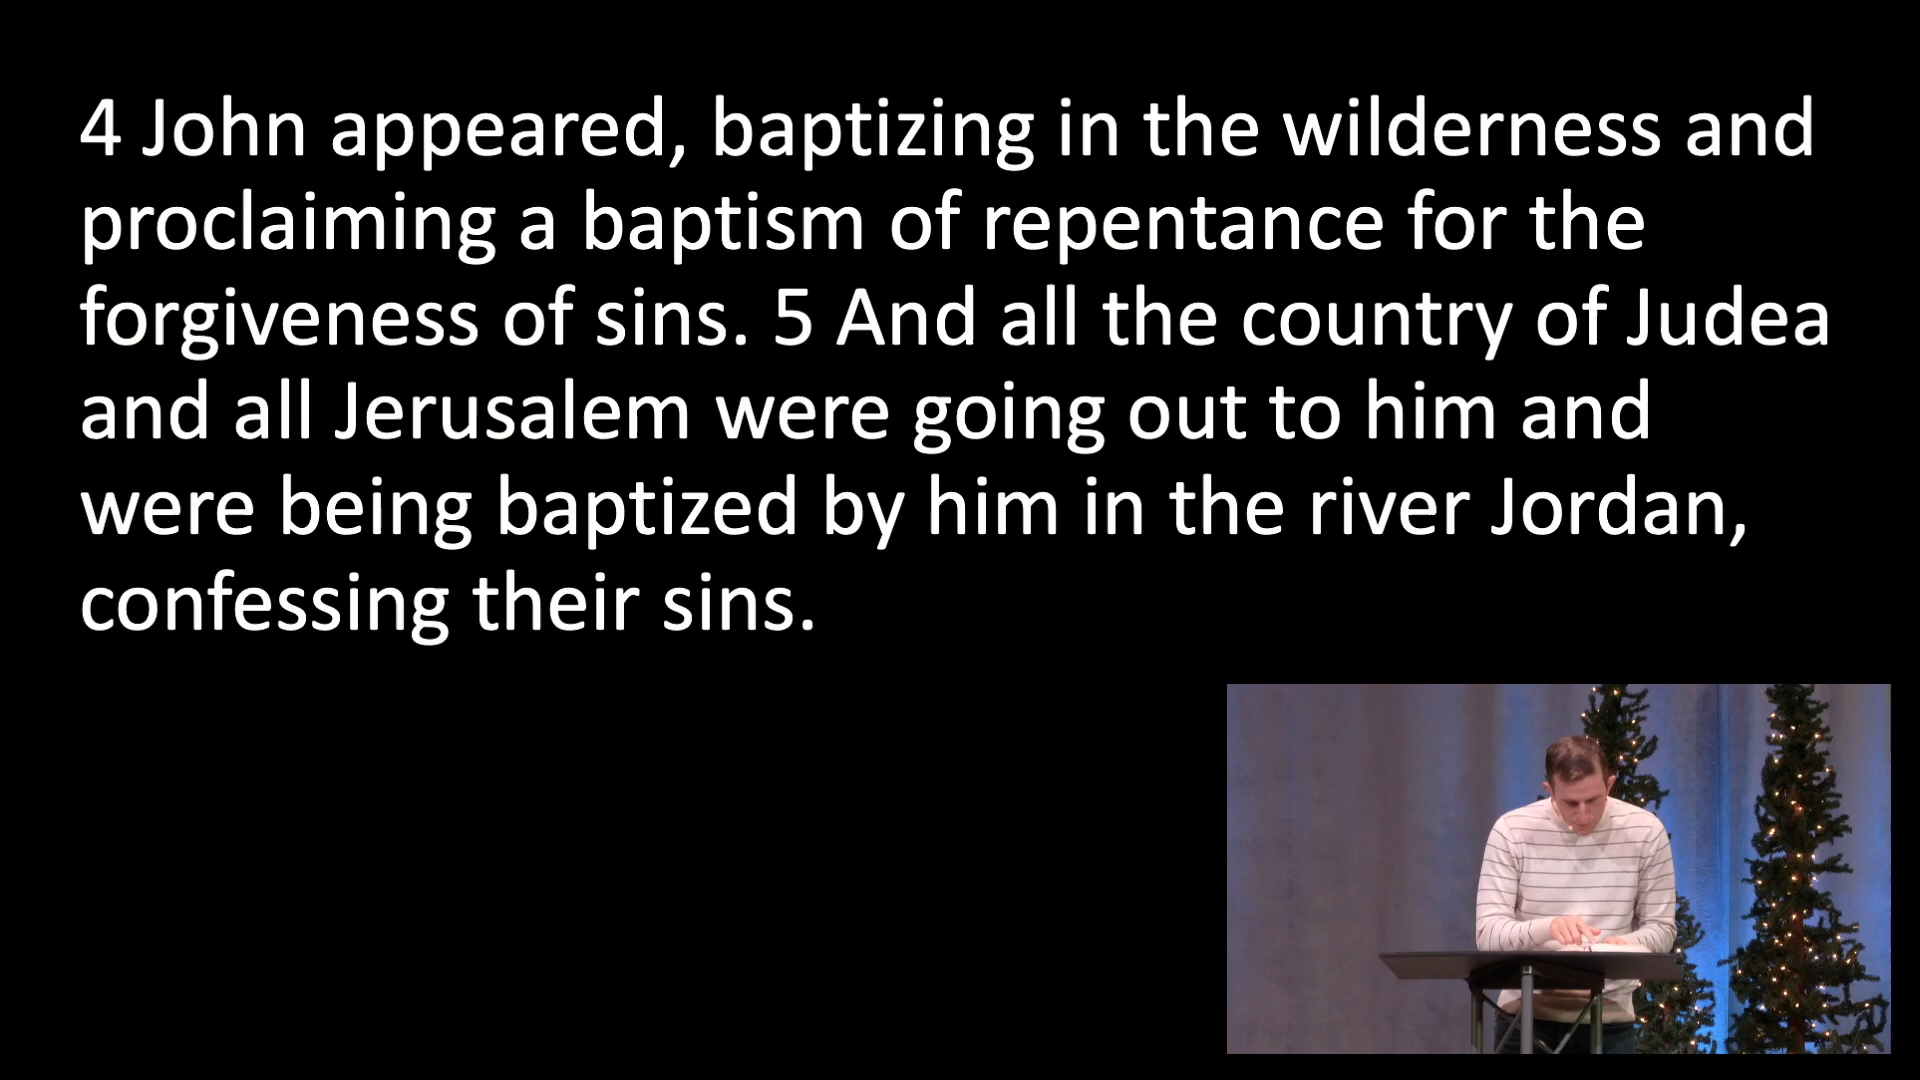 4 John appeared, baptizing in the wilderness and
proclaiming a baptism of repentance for the
forgiveness of sins. 5 And all the country of Judea
and all Jerusalem were going out to him and
were being baptized by him in the river Jordan,
confessing their sins.